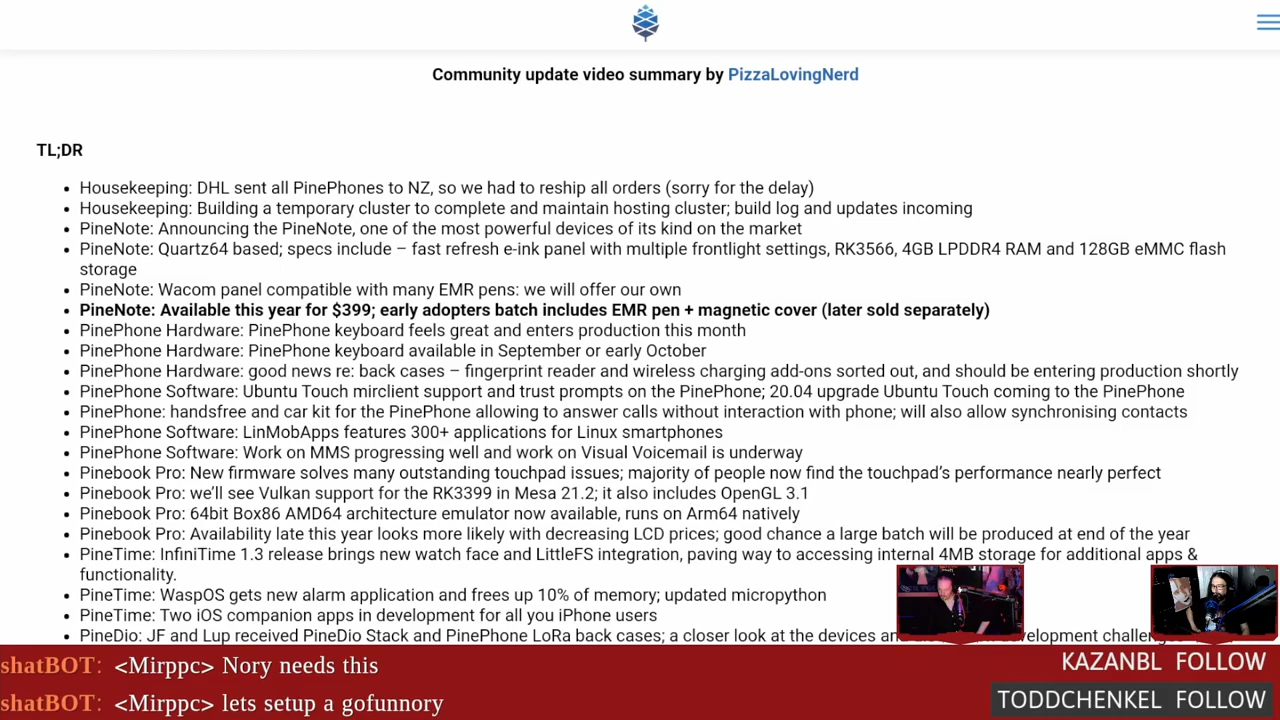 Community update video summary by PizzaLovingNerd
TL;DR
• Housekeeping: DHL sent all PinePhones to NZ, so we had to reship all orders (sorry for the delay)
• Housekeeping: Building a temporary cluster to complete and maintain hosting cluster; build log and updates incoming
• PineNote: Announcing the PineNote, one of the most powerful devices of its kind on the market
• PineNote: Quartz64 based; specs include – fast refresh e-ink panel with multiple frontlight settings, RK3566, 4GB LPDDR4 RAM and 128GB eMMC flash
storage
• PineNote: Wacom panel compatible with many EMR pens: we will offer our own
• PineNote: Available this year for $399; early adopters batch includes EMR pen + magnetic cover (later sold separately)
• PinePhone Hardware: PinePhone keyboard feels great and enters production this month
• PinePhone Hardware: PinePhone keyboard available in September or early October
• PinePhone Hardware: good news re: back cases – fingerprint reader and wireless charging add-ons sorted out, and should be entering production shortly
• PinePhone Software: Ubuntu Touch mirclient support and trust prompts on the PinePhone; 20.04 upgrade Ubuntu Touch coming to the PinePhone
• PinePhone: handsfree and car kit for the PinePhone allowing to answer calls without interaction with phone; will also allow synchronising contacts
• PinePhone Software: LinMobApps features 300+ applications for Linux smartphones
• PinePhone Software: Work on MMS progressing well and work on Visual Voicemail is underway
• Pinebook Pro: New firmware solves many outstanding touchpad issues; majority of people now find the touchpad's performance nearly perfect
• Pinebook Pro: we'll see Vulkan support for the RK3399 in Mesa 21.2; it also includes OpenGL 3.1
• Pinebook Pro: 64bit Box86 AMD64 architecture emulator now available, runs on Arm64 natively
• Pinebook Pro: Availability late this year looks more likely with decreasing LCD prices; good chance a large batch will be produced at end of the year
• PineTime: InfiniTime 1.3 release brings new watch face and LittleFS integration, paving way to accessing internal 4MB storage for additional apps &
functionality.
• PineTime: WaspOS gets new alarm application and frees up 10% of memory; updated micropython
• PineTime: Two iOS companion apps in development for all you iPhone users
• PineDio: JF and Lup received PineDio Stack and PinePhone LoRa back cases; a closer look at the devices
shatBOT: <Mirppc> Nory needs this
KAZANBL FOLLOW
shatBOT: <Mirppc> lets setup a gofunnory
TODDCHENKEL FOLLOW